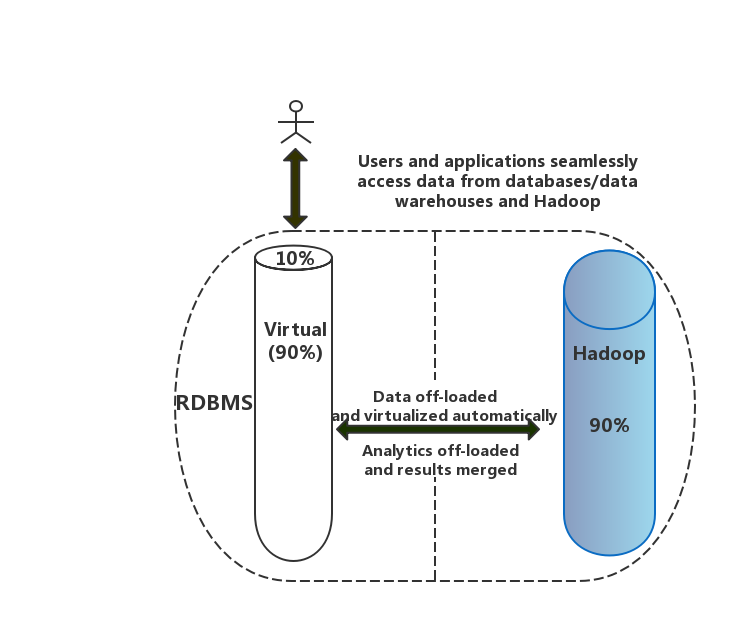 Users and applications seamlessly
access data from databases/data
warehouses and Hadoop
10%
Virtual
(90%)
Hadoop
RDBMS
Data off-loaded
and virtualized automatically
90%
Analytics off-loaded
and results merged